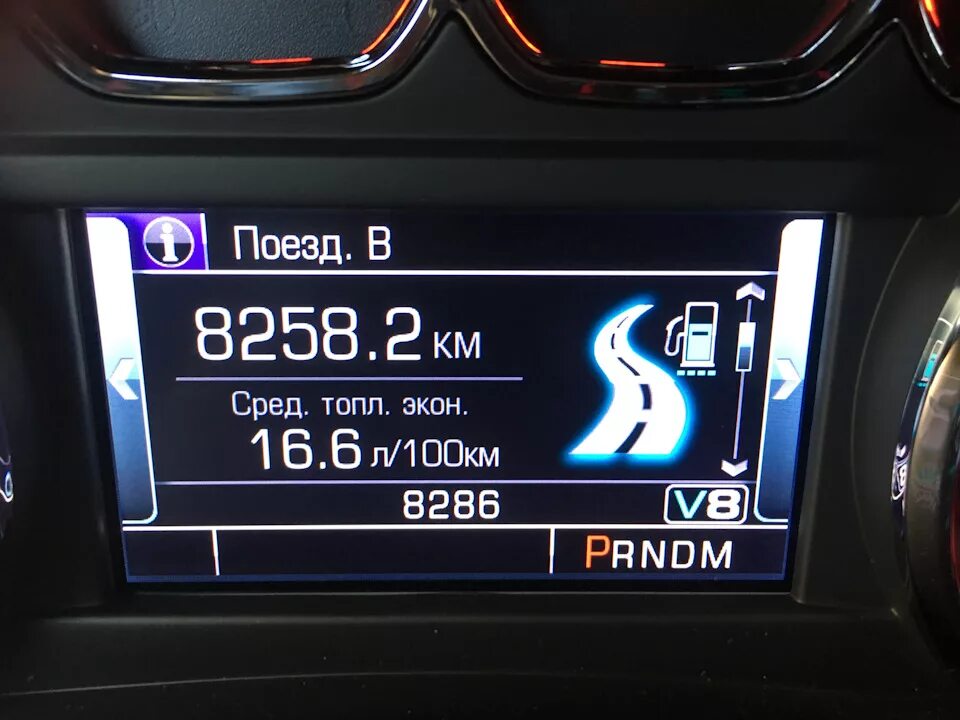 Поезд. В
8258.2 км
Сред. топл. экон.
16.6 л/100км
8286
V8
PRNDM